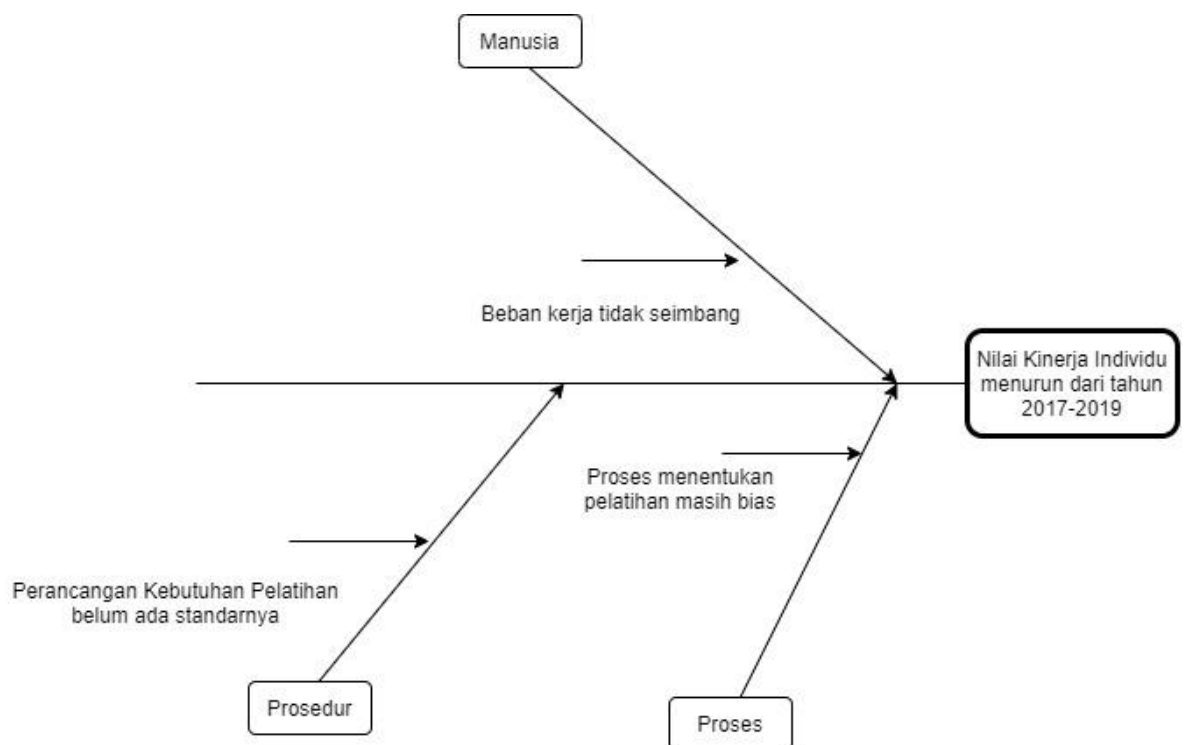 Manusia
Beban kerja tidak seimbang
Nilai Kinerja Individu
menurun dari tahun
2017-2019
Proses menentukan
pelatihan masih bias
Perancangan Kebutuhan Pelatihan
belum ada standarnya
Prosedur
Proses